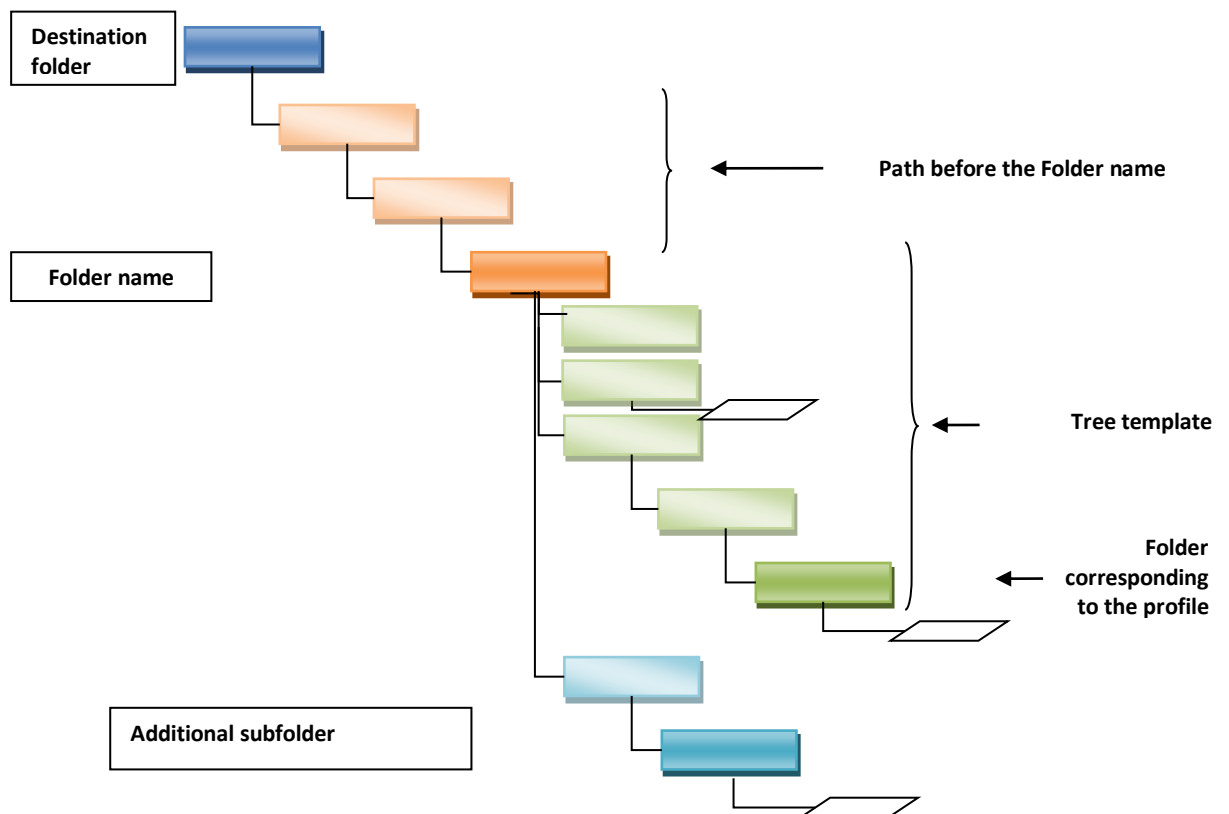 Destination
folder
Path before the Folder name
Folder name
Tree template
Folder
corresponding
to the profile
Additional subfolder